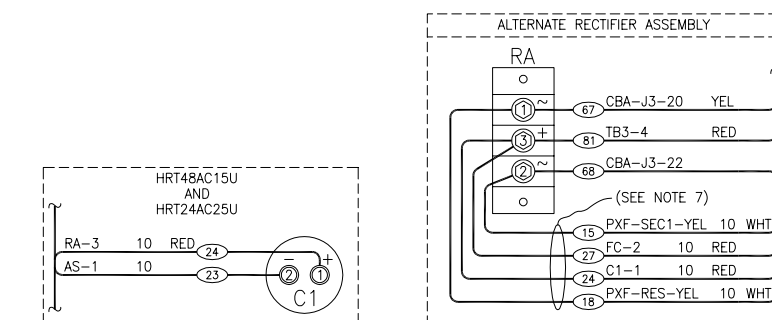 ALTERNATE RECTIFIER ASSEMBLY
RA
1 ~ 67 CBA-J3-20 YEL
3 + 81 TB3-4 RED
2 ~ 68 CBA-J3-22
(SEE NOTE 7)
15 PXF-SEC1-YEL 10 WHT
27 FC-2 10 RED
24 C1-1 10 RED
18 PXF-RES-YEL 10 WHT
HRT48AC15U
AND
HRT24AC25U
RA-3 10 RED 24
AS-1 10 23
- +
2 1
C1